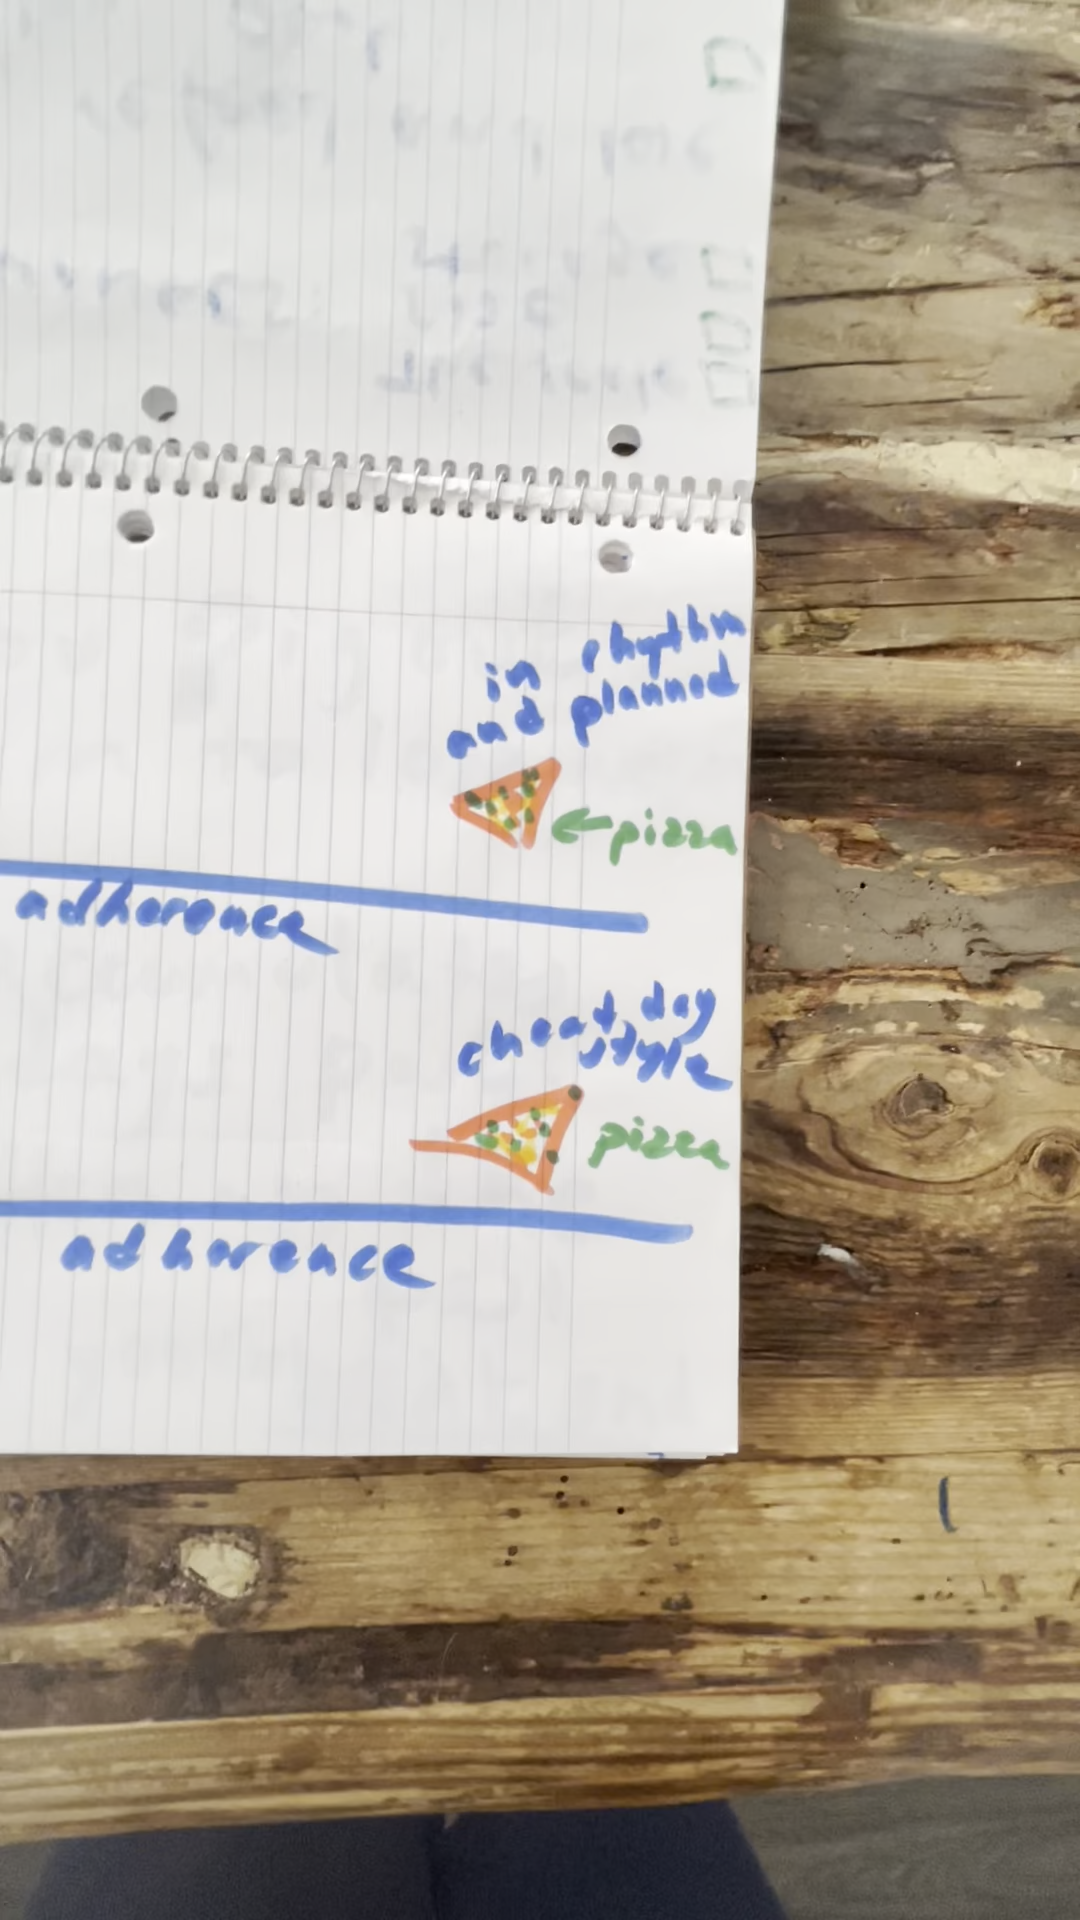 in rhythm
and planned
←pizza
adherence
cheat day
style
pizza
adherence